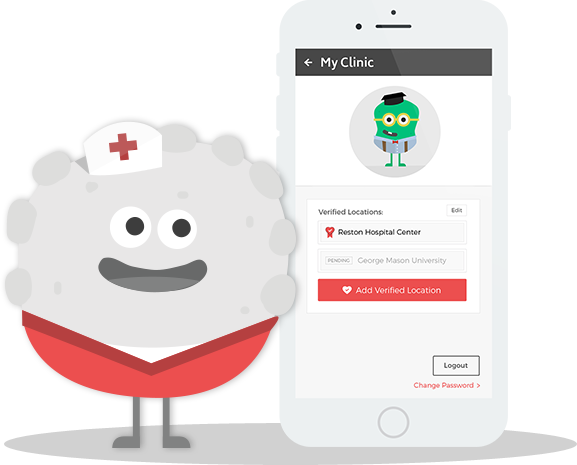 My Clinic
Verified Locations:
Edit
Reston Hospital Center
PENDING
George Mason University
Add Verified Location
Logout
Change Password >